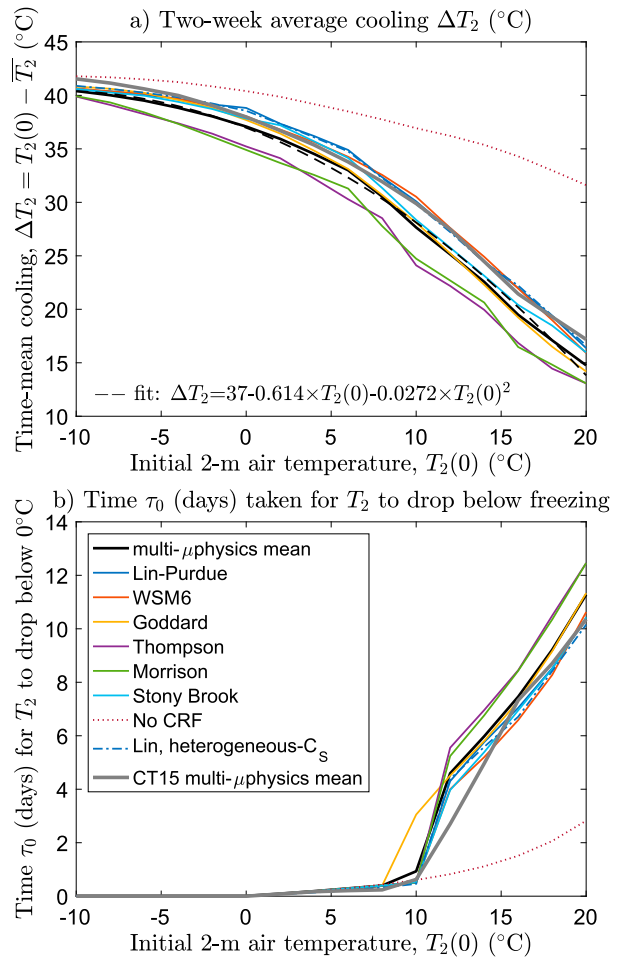 a) Two-week average cooling ΔT₂ (°C)
Time-mean cooling, ΔT₂ = T₂(0) − T̅₂ (°C)
45
40
35
30
25
20
15
10
-- fit: ΔT₂=37-0.614×T₂(0)-0.0272×T₂(0)²
-10 -5 0 5 10 15 20
Initial 2-m air temperature, T₂(0) (°C)
b) Time τ₀ (days) taken for T₂ to drop below freezing
Time τ₀ (days) for T₂ to drop below 0°C
14
12
10
8
6
4
2
0
multi-μphysics mean
Lin-Purdue
WSM6
Goddard
Thompson
Morrison
Stony Brook
No CRF
Lin, heterogeneous-C_S
CT15 multi-μphysics mean
-10 -5 0 5 10 15 20
Initial 2-m air temperature, T₂(0) (°C)